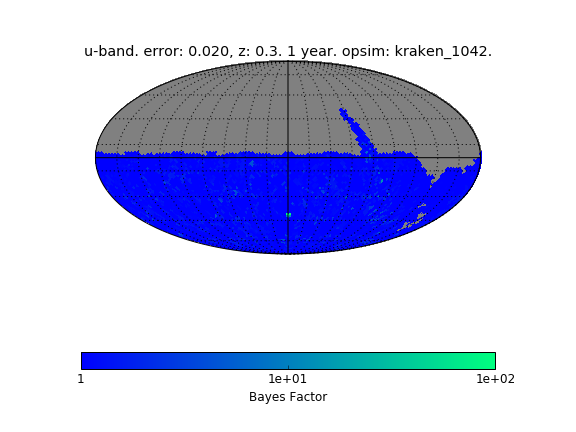 u-band. error: 0.020, z: 0.3. 1 year. opsim: kraken_1042.
1 1e+01 1e+02
Bayes Factor